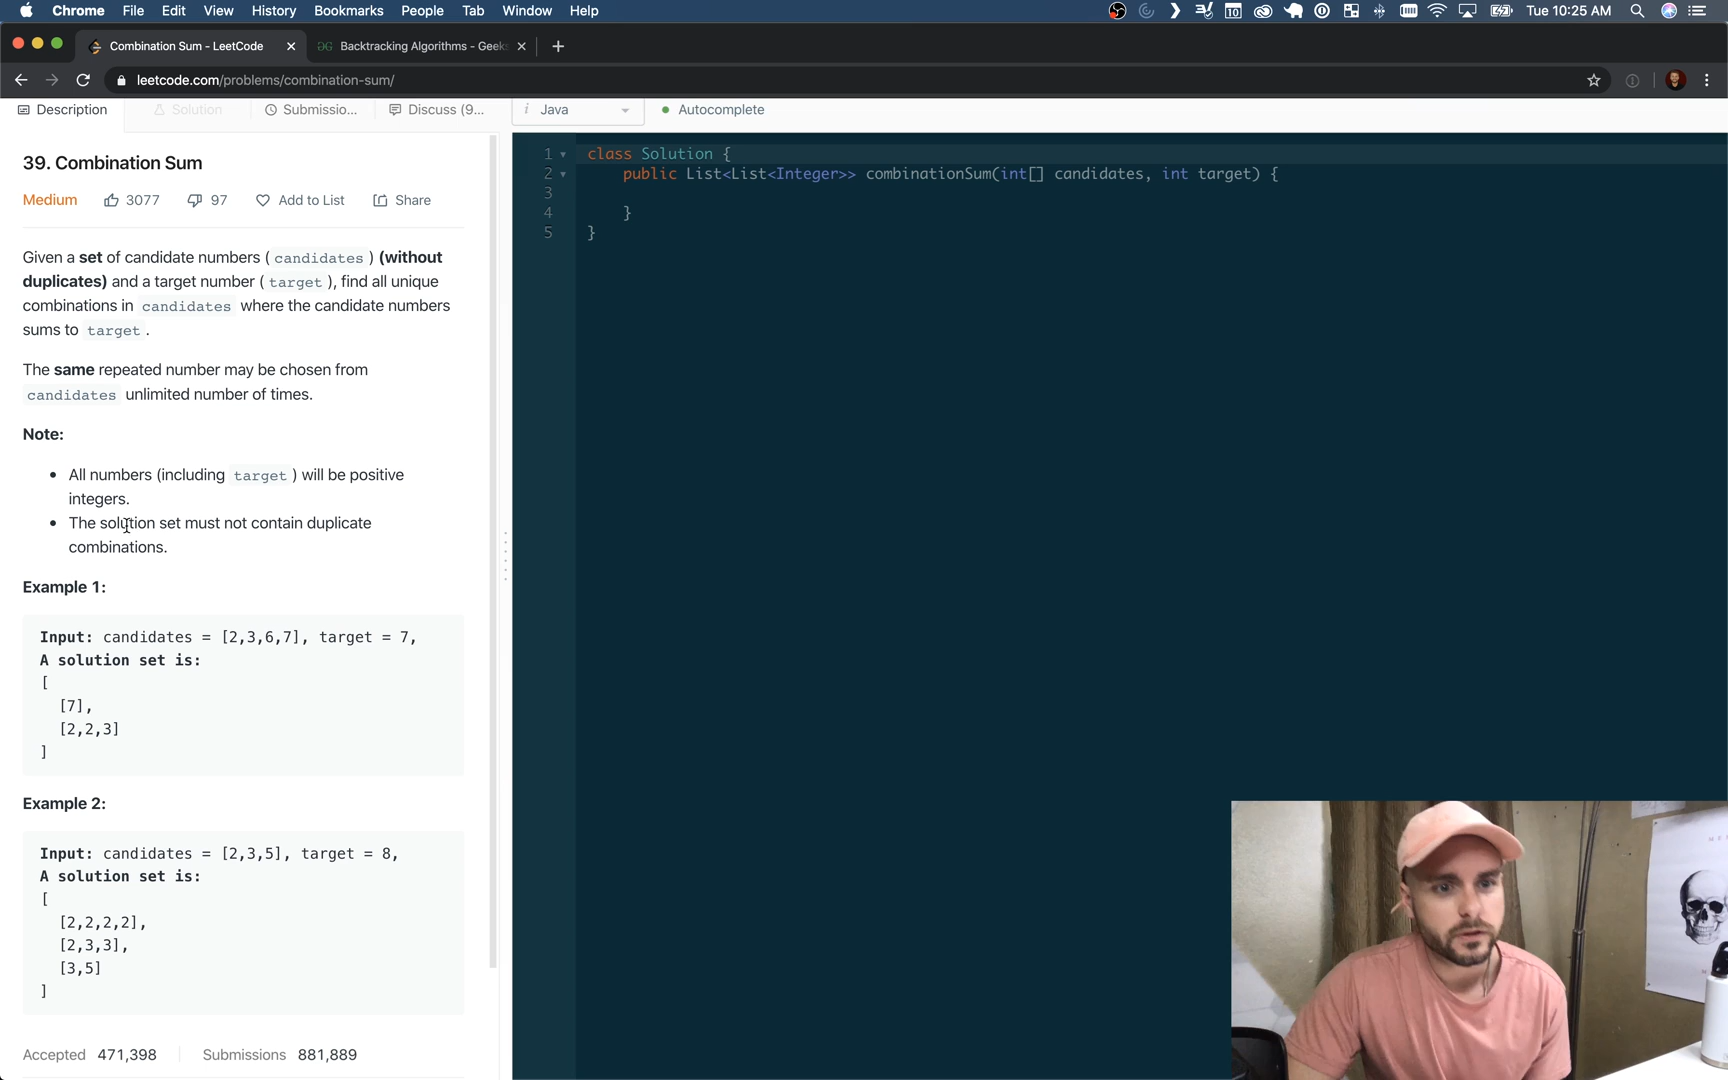 Chrome File Edit View History Bookmarks People Tab Window Help
10
Tue 10:25 AM
Combination Sum - LeetCode
Backtracking Algorithms - Geeks
leetcode.com/problems/combination-sum/
Description
Solution
Submissio...
Discuss (9...
i Java
Autocomplete
39. Combination Sum
Medium 3077 97 Add to List Share
Given a set of candidate numbers ( candidates ) (without
duplicates) and a target number ( target ), find all unique
combinations in candidates where the candidate numbers
sums to target .
The same repeated number may be chosen from
candidates unlimited number of times.
Note:
• All numbers (including target ) will be positive
integers.
• The solution set must not contain duplicate
combinations.
Example 1:
Input: candidates = [2,3,6,7], target = 7,
A solution set is:
[
[7],
[2,2,3]
]
Example 2:
Input: candidates = [2,3,5], target = 8,
A solution set is:
[
[2,2,2,2],
[2,3,3],
[3,5]
]
Accepted 471,398 Submissions 881,889
1 class Solution {
2 public List<List<Integer>> combinationSum(int[] candidates, int target) {
3
4 }
5 }